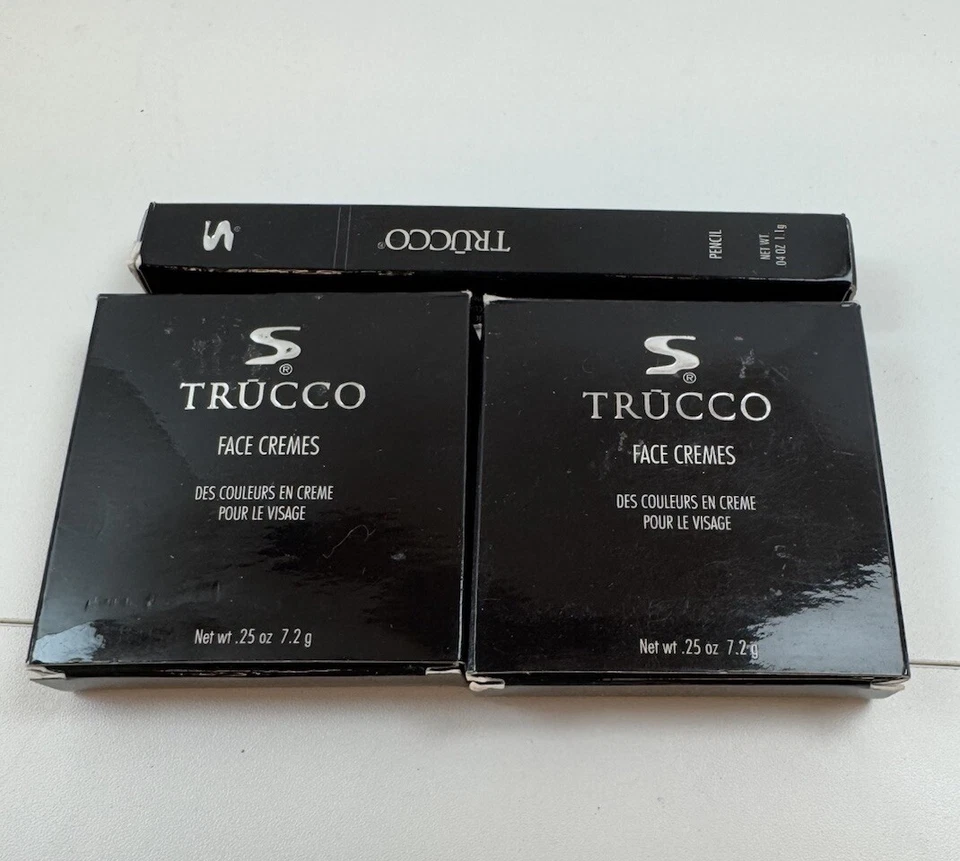 S®
TRŪCCO®
PENCIL
NET WT.
.04 OZ 1.1g
S
®
TRŪCCO
FACE CREMES
DES COULEURS EN CREME
POUR LE VISAGE
Net wt .25 oz 7.2 g
S
®
TRŪCCO
FACE CREMES
DES COULEURS EN CREME
POUR LE VISAGE
Net wt .25 oz 7.2 g